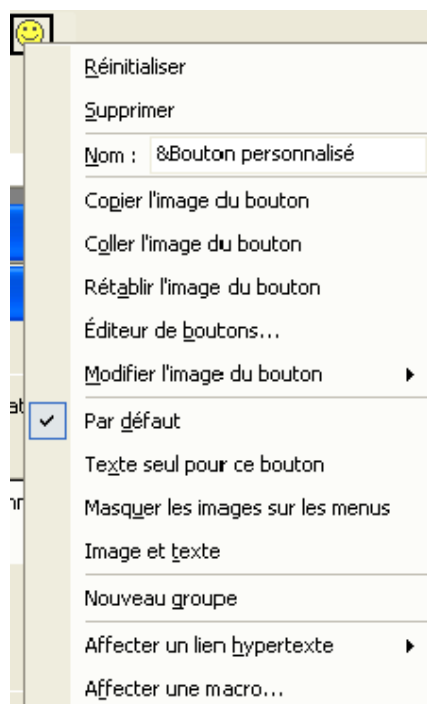 Réinitialiser
Supprimer
Nom : &Bouton personnalisé
Copier l'image du bouton
Coller l'image du bouton
Rétablir l'image du bouton
Éditeur de boutons...
Modifier l'image du bouton
at
Par défaut
Texte seul pour ce bouton
Masquer les images sur les menus
Image et texte
Nouveau groupe
Affecter un lien hypertexte
Affecter une macro...